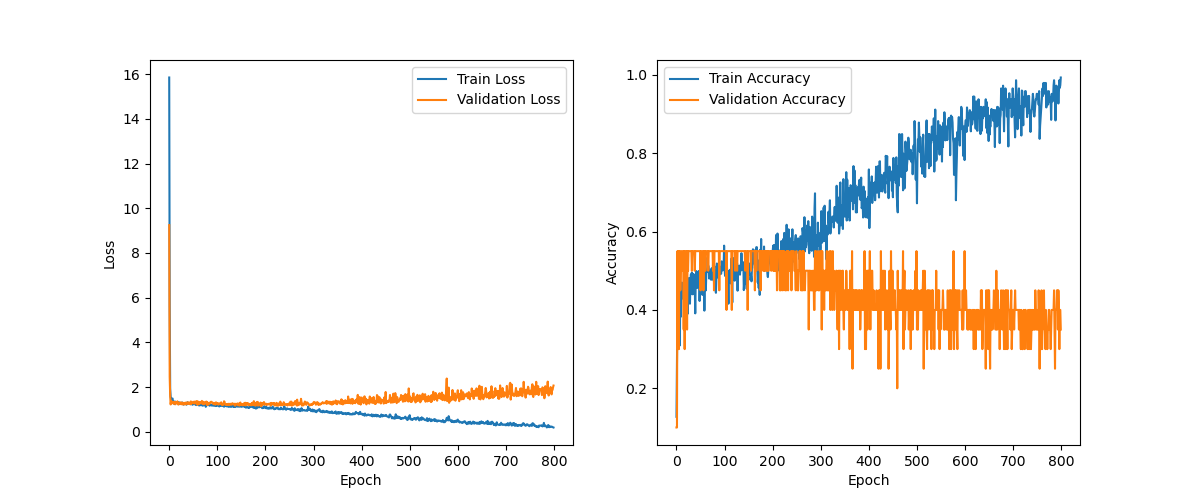 16
14
12
10
8
6
4
2
0
Loss
0 100 200 300 400 500 600 700 800
Epoch
Train Loss
Validation Loss
1.0
0.8
0.6
0.4
0.2
Accuracy
0 100 200 300 400 500 600 700 800
Epoch
Train Accuracy
Validation Accuracy